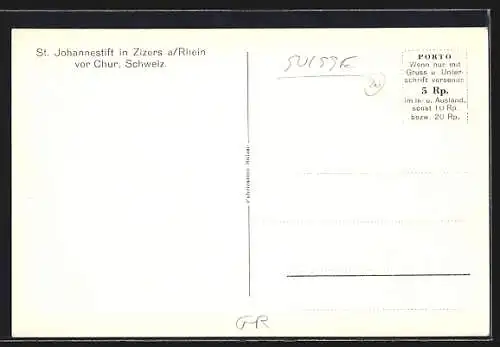 St. Johannestift in Zizers a/Rhein
vor Chur, Schweiz.
SUISSE
PORTO
Wenn nur mit
Gruss u. Unter-
schrift versehen
5 Rp.
im In- u. Ausland,
sonst 10 Rp.
bezw. 20 Rp.
GR